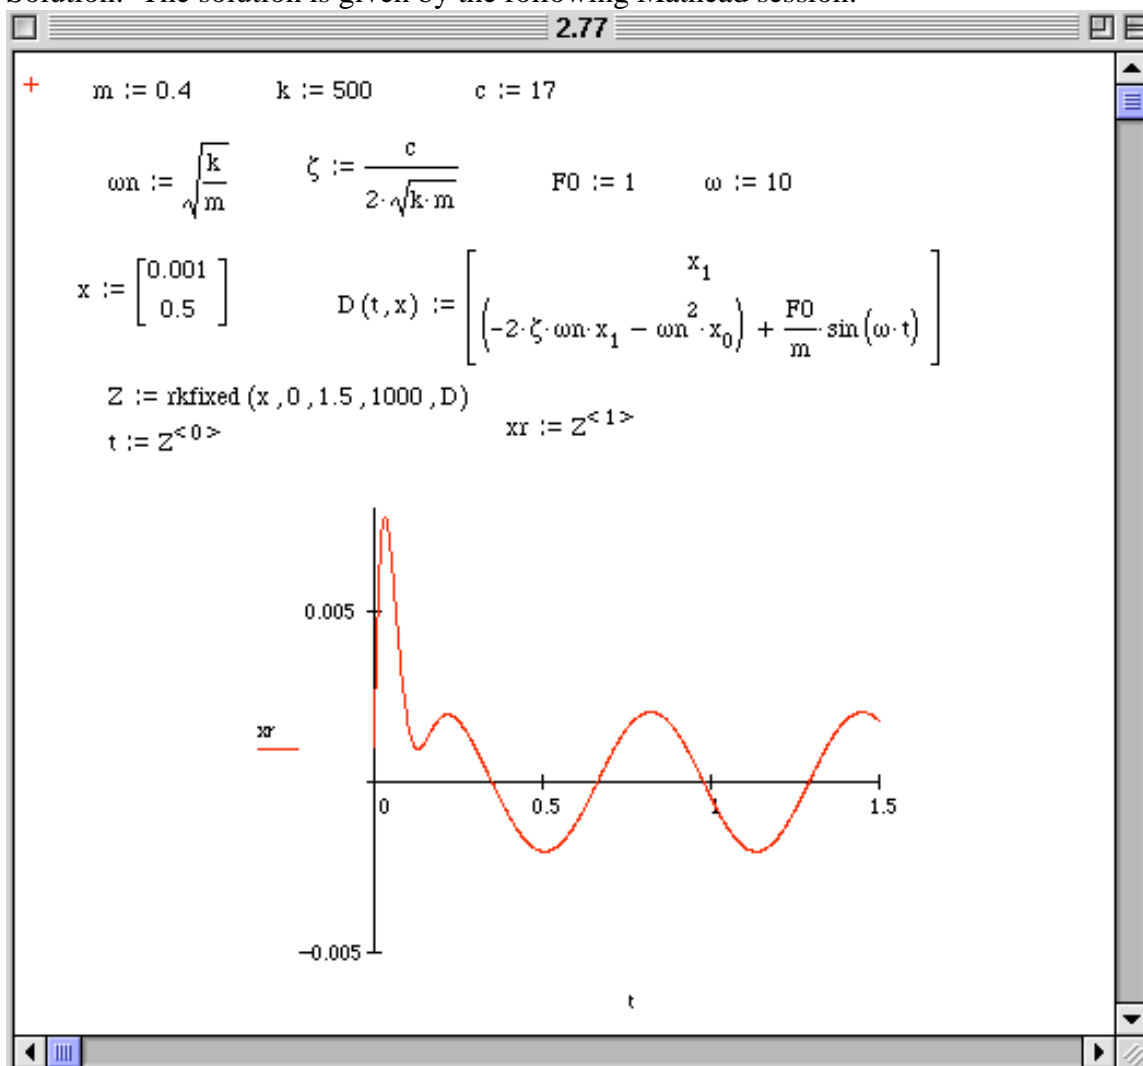 Solution: The solution is given by the following Mathcad session:
2.77
+ m := 0.4 k := 500 c := 17
ωn := √(k/m) ζ := c/(2·√(k·m)) F0 := 1 ω := 10
x := [0.001 0.5] D(t,x) := [x₁ (-2·ζ·ωn·x₁ − ωn²·x₀) + F0/m·sin(ω·t)]
Z := rkfixed(x,0,1.5,1000,D)
t := Z<0> xr := Z<1>
0.005
xr
0 0.5 1 1.5
−0.005
t